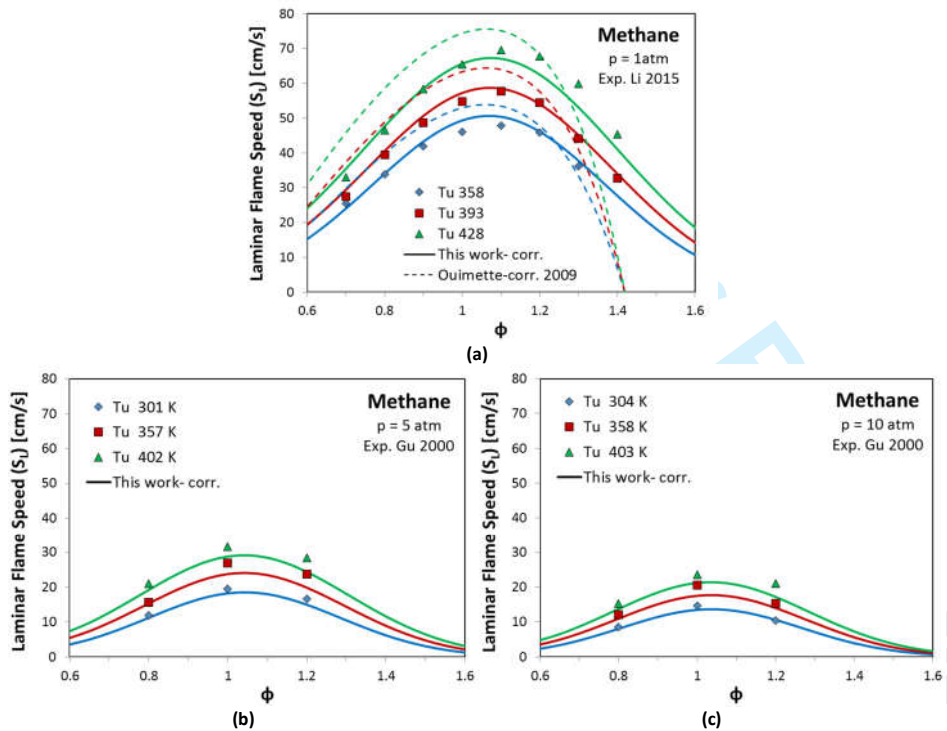 80
70
60
50
40
30
20
10
0
Laminar Flame Speed (SL) [cm/s]
Methane
p = 1atm
Exp. Li 2015
Tu 358
Tu 393
Tu 428
This work- corr.
Ouimette-corr. 2009
0.6 0.8 1 1.2 1.4 1.6
ϕ
(a)
80
70
60
50
40
30
20
10
0
Laminar Flame Speed (SL) [cm/s]
Tu 301 K
Tu 357 K
Tu 402 K
This work- corr.
Methane
p = 5 atm
Exp. Gu 2000
0.6 0.8 1.0 1.2 1.4 1.6
ϕ
(b)
80
70
60
50
40
30
20
10
0
Laminar Flame Speed (SL) [cm/s]
Tu 304 K
Tu 358 K
Tu 403 K
This work- corr.
Methane
p = 10 atm
Exp. Gu 2000
0.6 0.8 1.0 1.2 1.4 1.6
ϕ
(c)